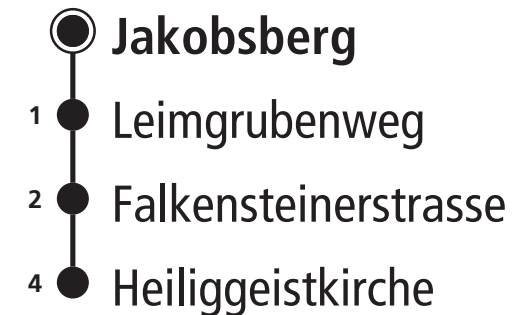 Jakobsberg
1 Leimgrubenweg
2 Falkensteinerstrasse
4 Heiliggeistkirche